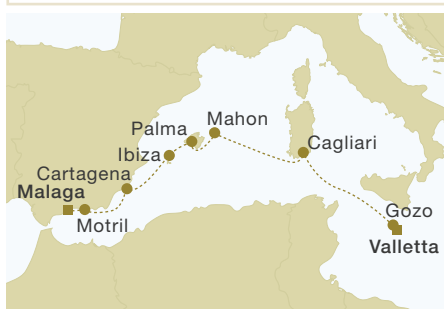 Palma
Mahon
Ibiza
Cagliari
Cartagena
Malaga
Motril
Gozo
Valletta